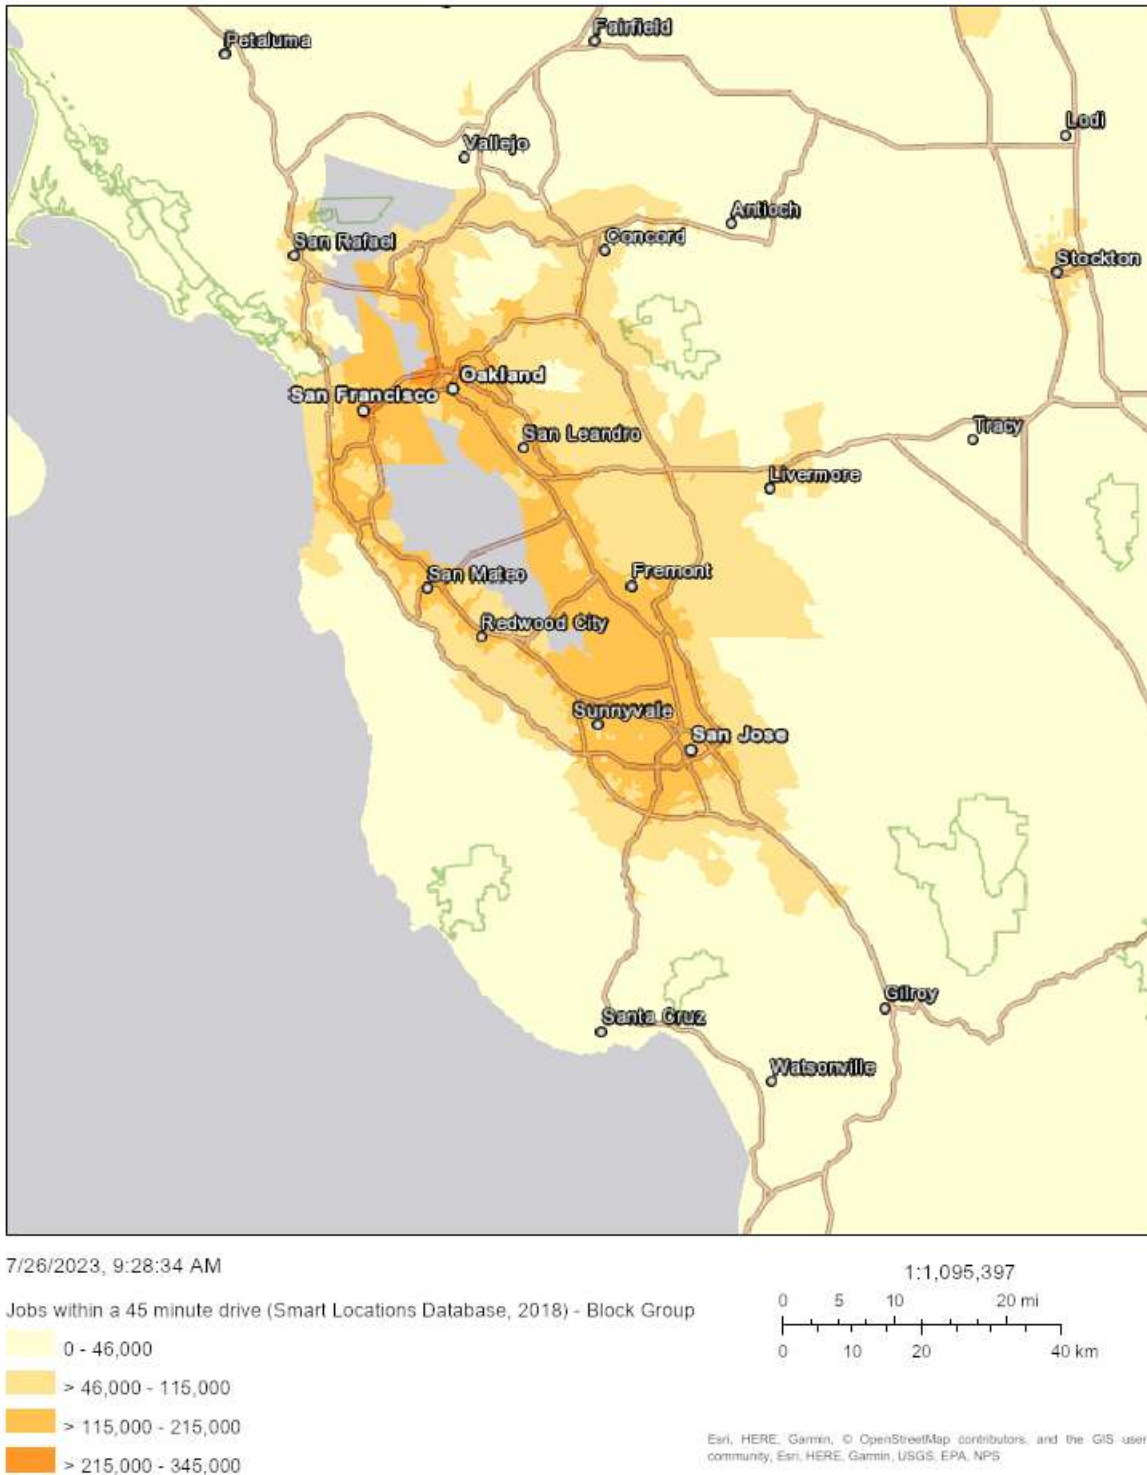 Petaluma
Fairfield
Lodi
Vallejo
Antioch
Concord
San Rafael
Stockton
Oakland
San Francisco
San Leandro
Tracy
Livermore
Fremont
San Mateo
Redwood City
Sunnyvale
San Jose
Gilroy
Santa Cruz
Watsonville
7/26/2023, 9:28:34 AM
1:1,095,397
0 5 10 20 mi
0 10 20 40 km
Jobs within a 45 minute drive (Smart Locations Database, 2018) - Block Group
0 - 46,000
> 46,000 - 115,000
> 115,000 - 215,000
> 215,000 - 345,000
Esri, HERE, Garmin, © OpenStreetMap contributors, and the GIS user
community, Esri, HERE, Garmin, USGS, EPA, NPS